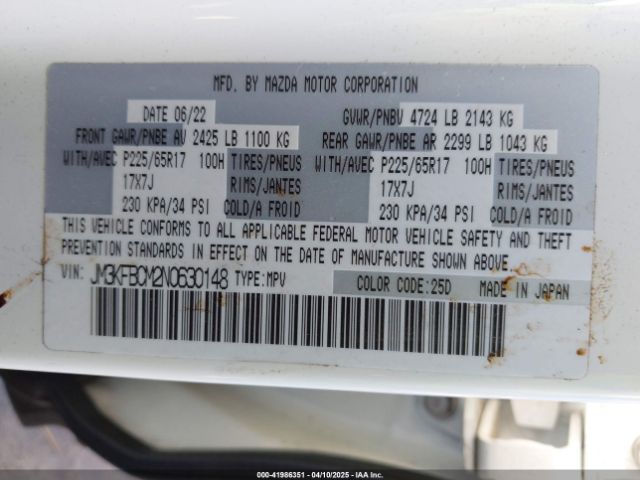 MFD. BY MAZDA MOTOR CORPORATION
DATE 06/22 GVWR/PNBV 4724 LB 2143 KG
FRONT GAWR/PNBE AV 2425 LB 1100 KG REAR GAWR/PNBE AR 2299 LB 1043 KG
WITH/AVEC P225/65R17 100H TIRES/PNEUS WITH/AVEC P225/65R17 100H TIRES/PNEUS
17X7J RIMS/JANTES 17X7J RIMS/JANTES
230 KPA/34 PSI COLD/A FROID 230 KPA/34 PSI COLD/A FROID
THIS VEHICLE CONFORMS TO ALL APPLICABLE FEDERAL MOTOR VEHICLE SAFETY AND THEFT
PREVENTION STANDARDS IN EFFECT ON THE DATE OF MANUFACTURE SHOWN ABOVE.
VIN: JM3KFBCM2N0630148 TYPE:MPV COLOR CODE:25D MADE IN JAPAN
000-41986351 - 04/10/2025 - IAA Inc.